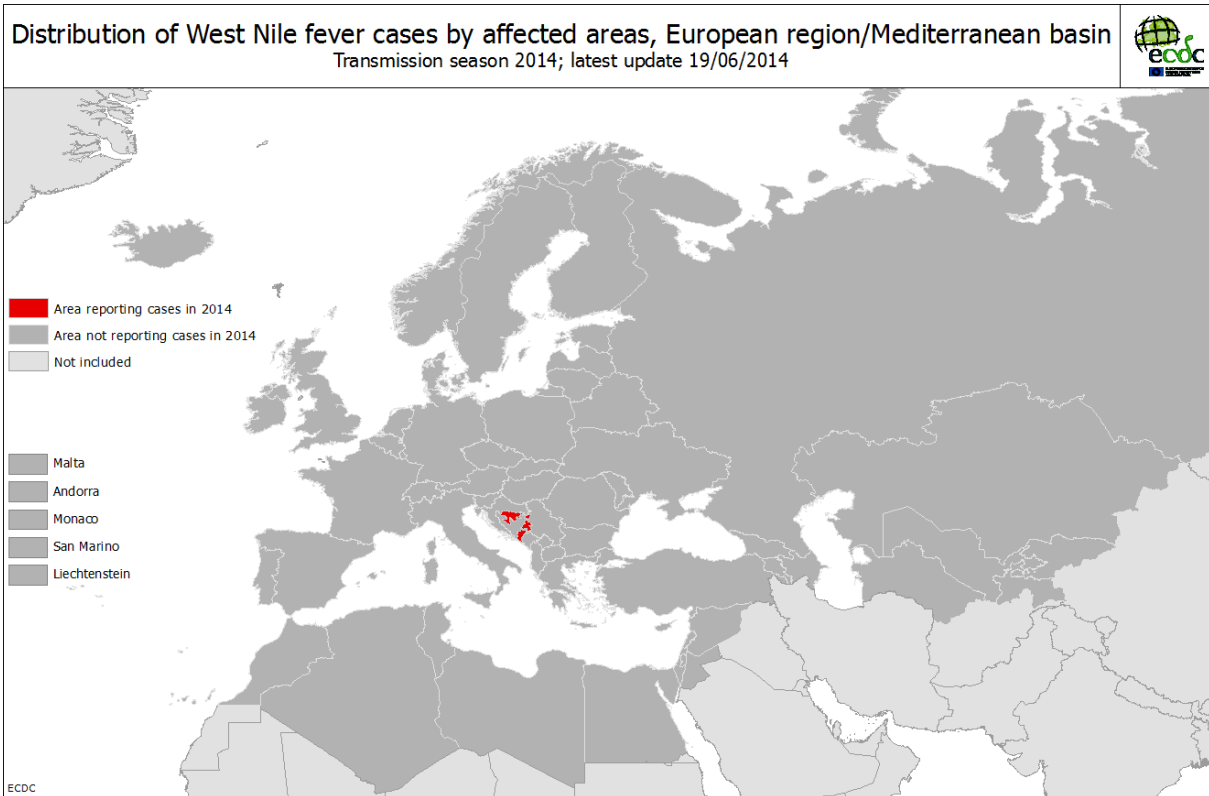 Distribution of West Nile fever cases by affected areas, European region/Mediterranean basin
Transmission season 2014; latest update 19/06/2014
ecdc
Area reporting cases in 2014
Area not reporting cases in 2014
Not included
Malta
Andorra
Monaco
San Marino
Liechtenstein
ECDC